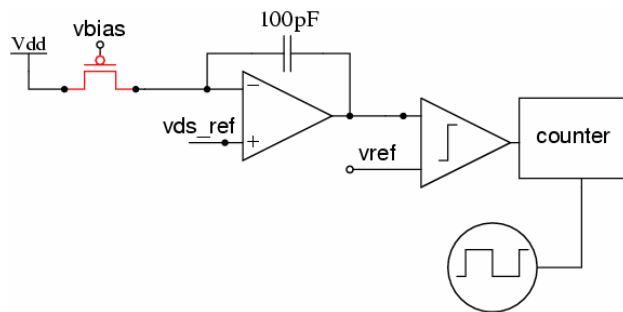 100pF
vbias
Vdd
vds_ref
vref
counter